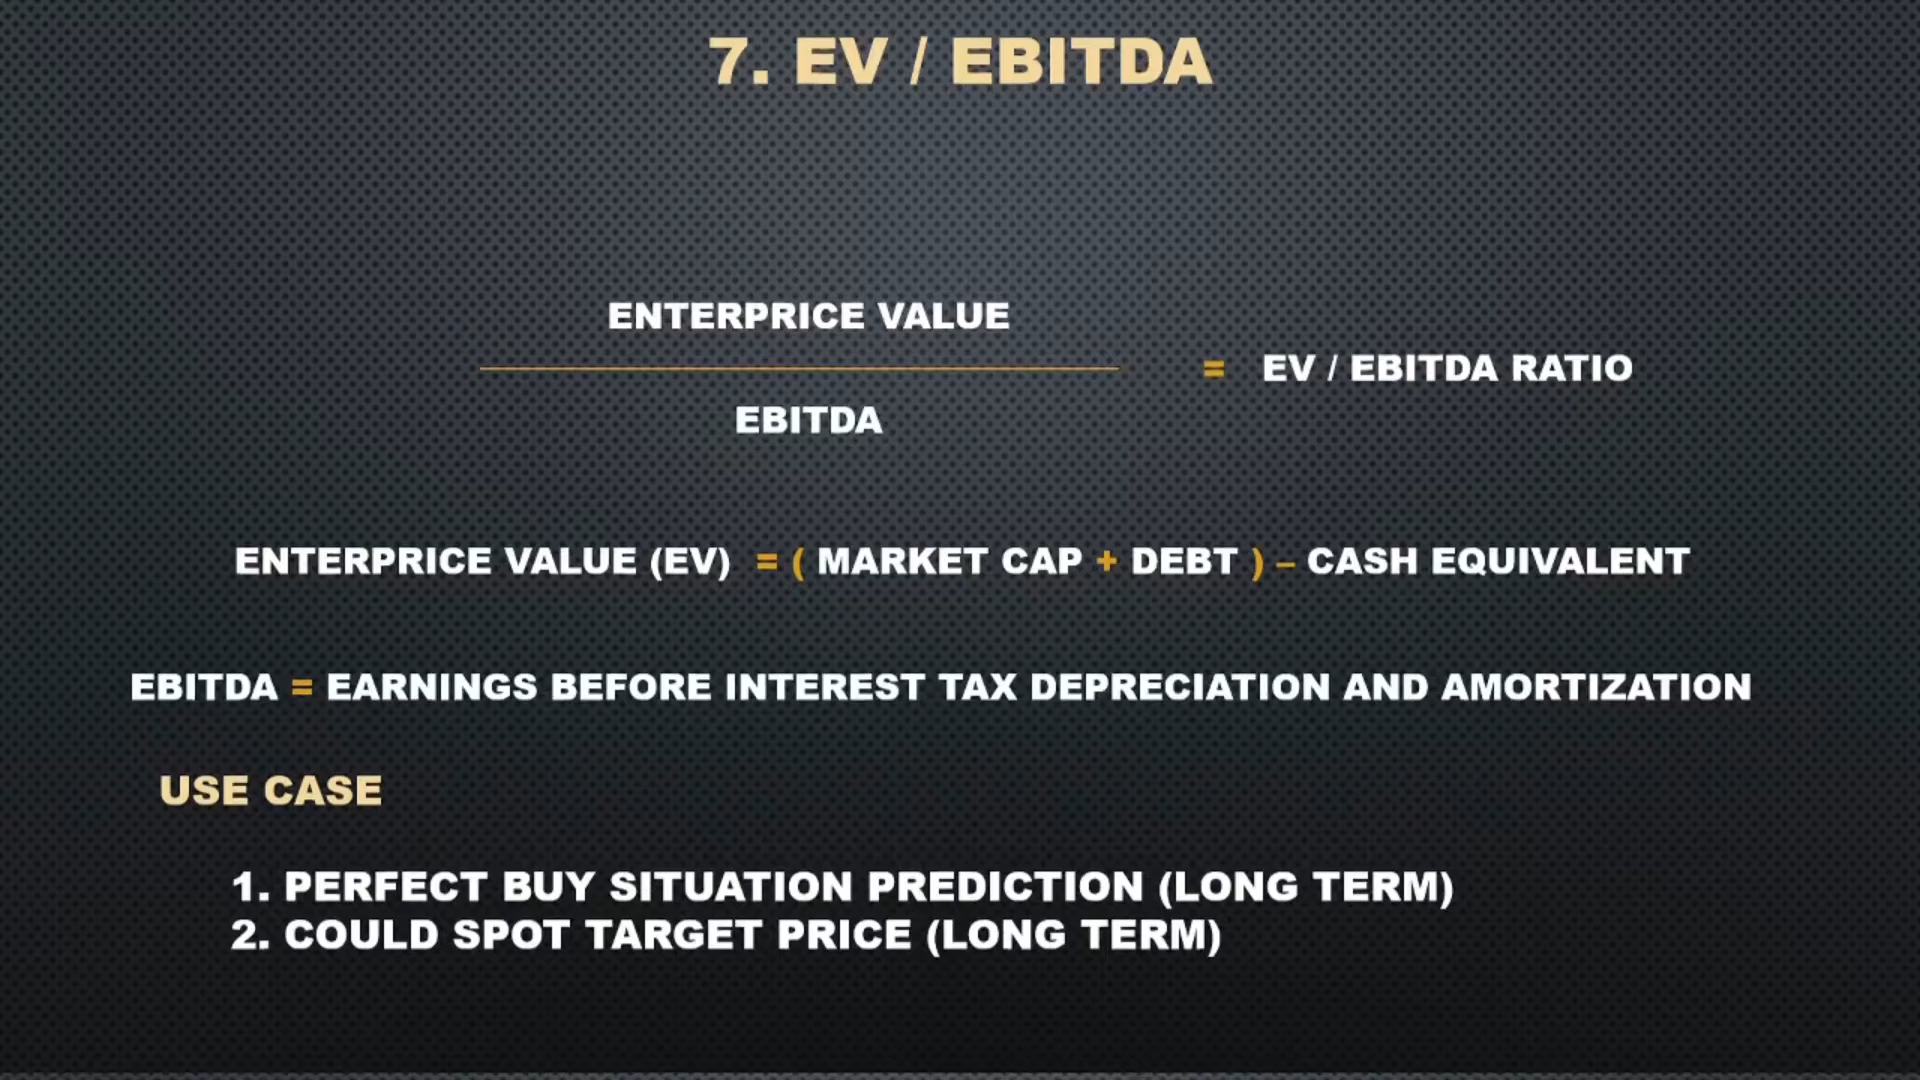 7. EV / EBITDA
ENTERPRICE VALUE
= EV / EBITDA RATIO
EBITDA
ENTERPRICE VALUE (EV) = ( MARKET CAP + DEBT ) – CASH EQUIVALENT
EBITDA = EARNINGS BEFORE INTEREST TAX DEPRECIATION AND AMORTIZATION
USE CASE
1. PERFECT BUY SITUATION PREDICTION (LONG TERM)
2. COULD SPOT TARGET PRICE (LONG TERM)